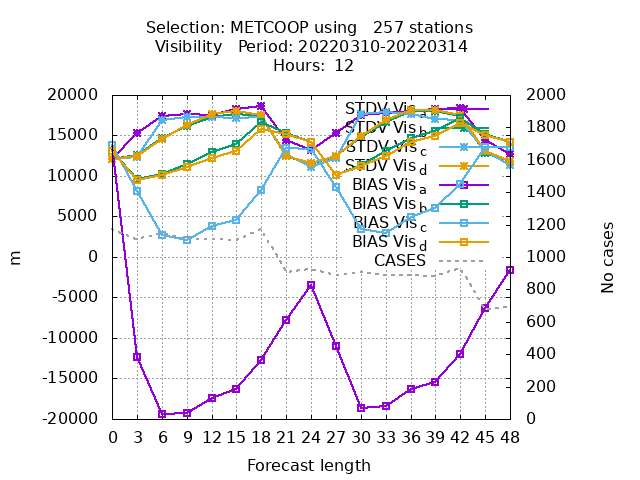 Selection: METCOOP using   257 stations
Visibility   Period: 20220310-20220314
Hours:  12
STDV Vis a
STDV Vis b
STDV Vis c
STDV Vis d
BIAS Vis a
BIAS Vis b
BIAS Vis c
BIAS Vis d
CASES
20000
15000
10000
5000
0
-5000
-10000
-15000
-20000
m
2000
1800
1600
1400
1200
1000
800
600
400
200
0
No cases
0 3 6 9 12 15 18 21 24 27 30 33 36 39 42 45 48
Forecast length